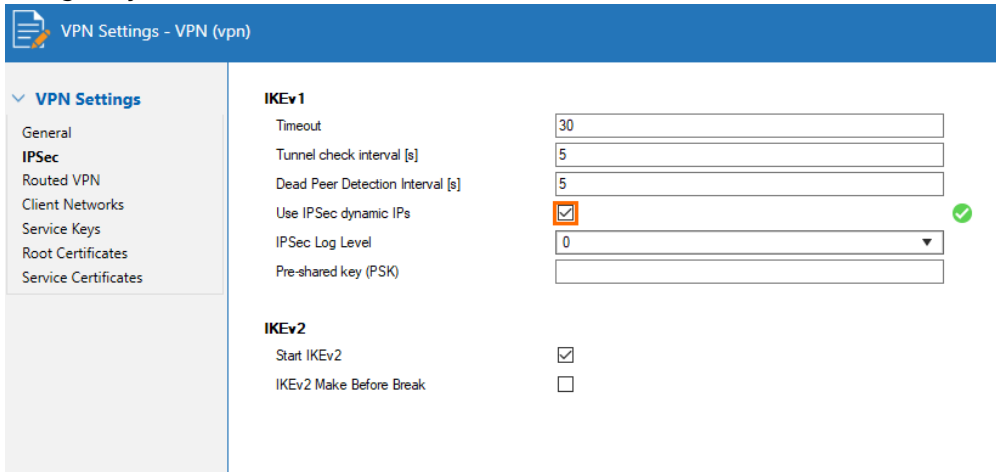 VPN Settings - VPN (vpn)
VPN Settings
General
IPSec
Routed VPN
Client Networks
Service Keys
Root Certificates
Service Certificates
IKEv1
Timeout 30
Tunnel check interval [s] 5
Dead Peer Detection Interval [s] 5
Use IPSec dynamic IPs
IPSec Log Level 0
Pre-shared key (PSK)
IKEv2
Start IKEv2
IKEv2 Make Before Break